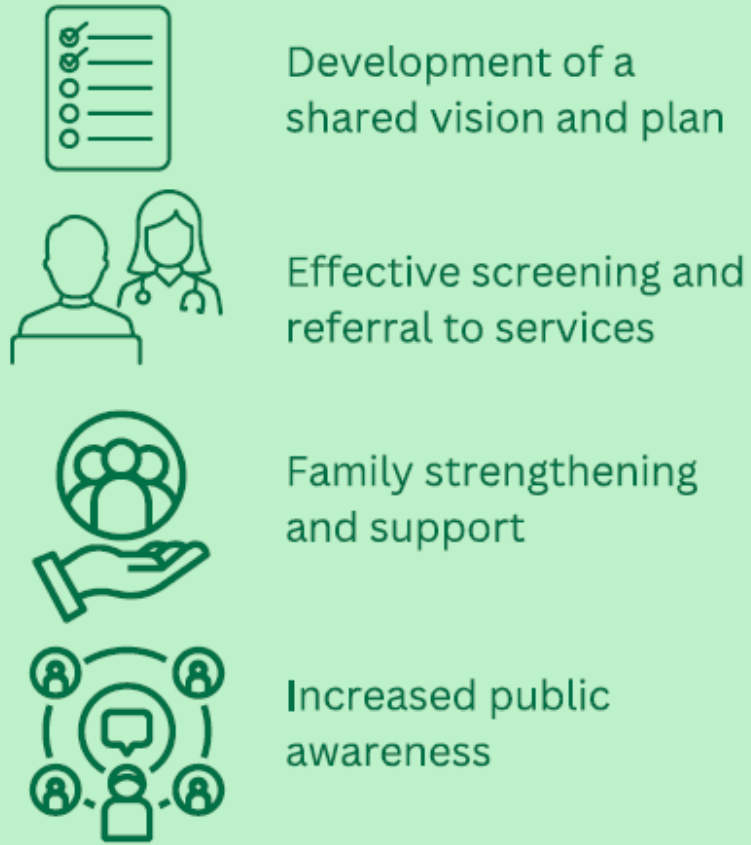 Development of a
shared vision and plan
Effective screening and
referral to services
Family strengthening
and support
Increased public
awareness